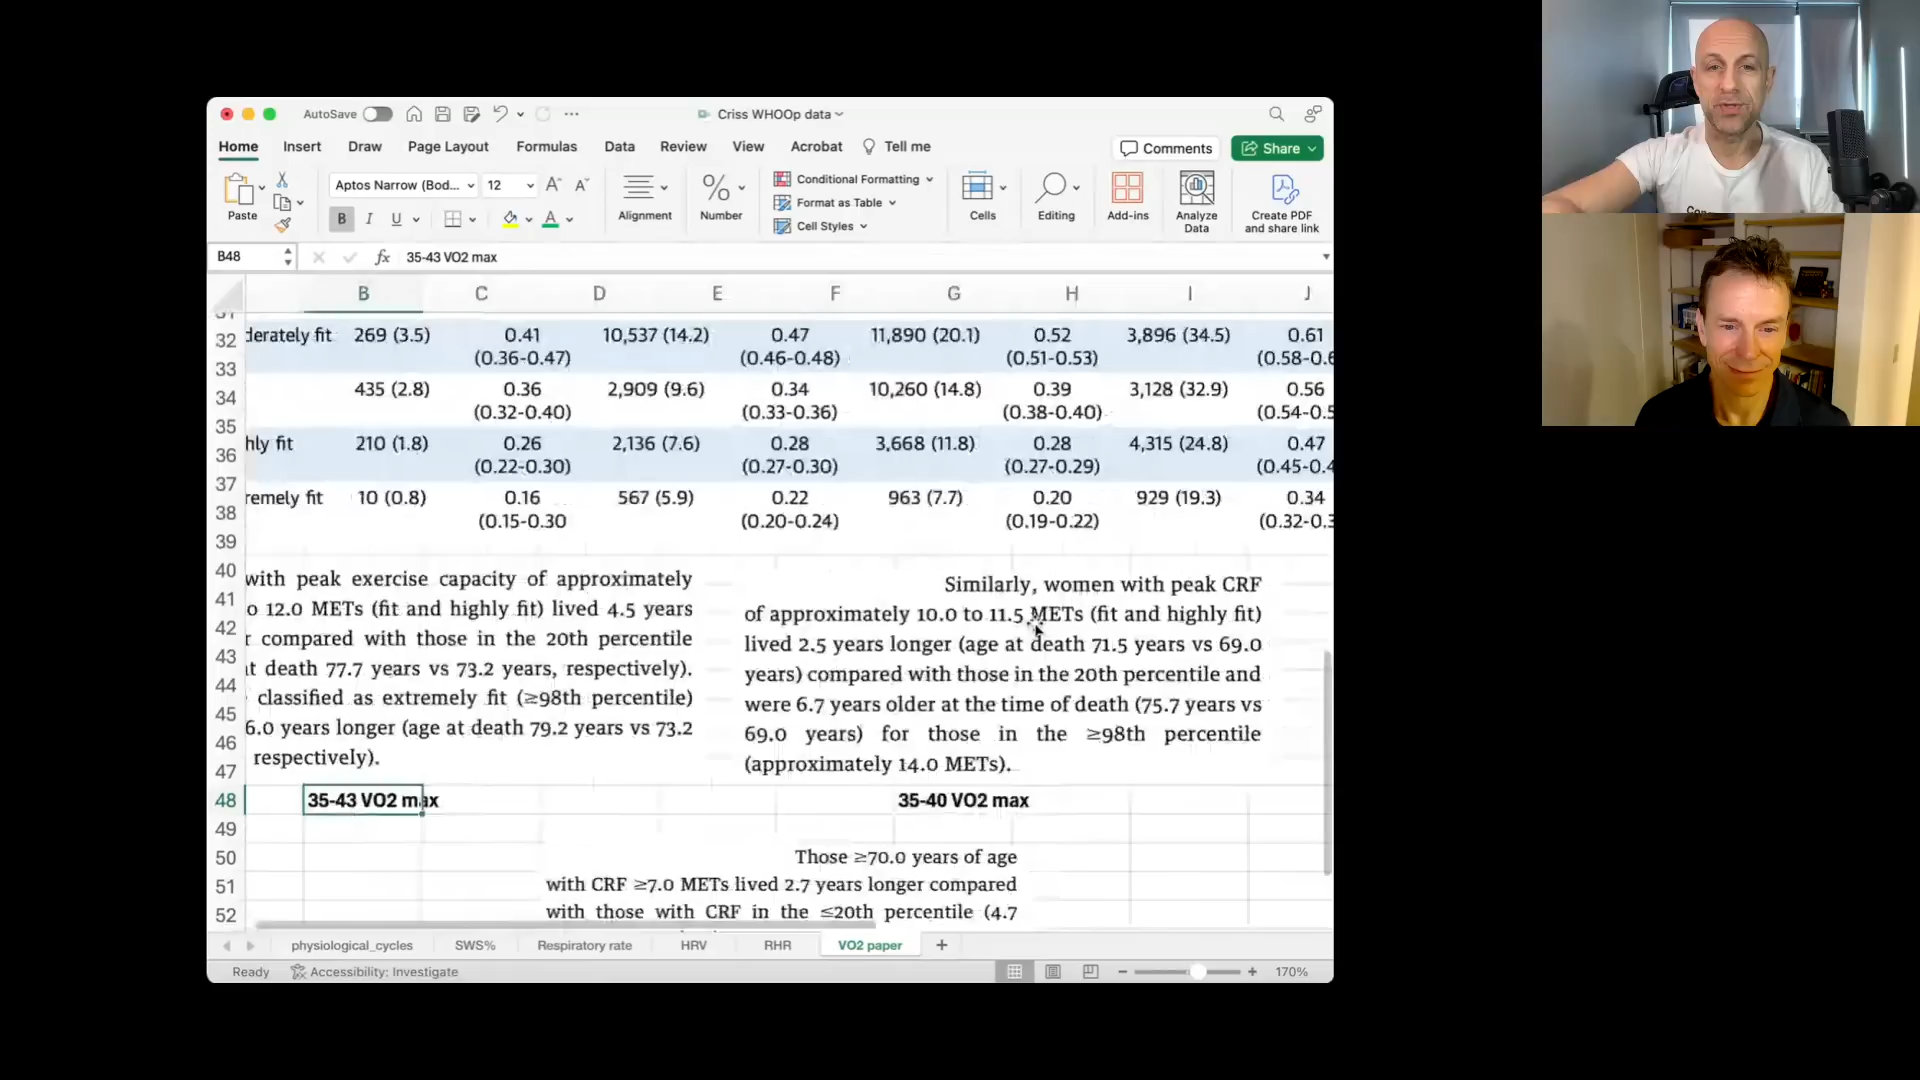 AutoSave
Criss WHOOp data
Home Insert Draw Page Layout Formulas Data Review View Acrobat Tell me
Comments
Share
Paste
Aptos Narrow (Bod...
12
B I U
Alignment
Number
Conditional Formatting
Format as Table
Cell Styles
Cells
Editing
Add-ins
Analyze Data
Create PDF and share link
B48
fx
35-43 VO2 max
B C D E F G H I J
32 derately fit 269 (3.5) 0.41 10,537 (14.2) 0.47 11,890 (20.1) 0.52 3,896 (34.5) 0.61
33 (0.36-0.47) (0.46-0.48) (0.51-0.53) (0.58-0.6
34 435 (2.8) 0.36 2,909 (9.6) 0.34 10,260 (14.8) 0.39 3,128 (32.9) 0.56
35 (0.32-0.40) (0.33-0.36) (0.38-0.40) (0.54-0.5
36 hly fit 210 (1.8) 0.26 2,136 (7.6) 0.28 3,668 (11.8) 0.28 4,315 (24.8) 0.47
37 (0.22-0.30) (0.27-0.30) (0.27-0.29) (0.45-0.4
38 remely fit 10 (0.8) 0.16 567 (5.9) 0.22 963 (7.7) 0.20 929 (19.3) 0.34
39 (0.15-0.30 (0.20-0.24) (0.19-0.22) (0.32-0.3
40
41
42
43
44
45
46
47
with peak exercise capacity of approximately
o 12.0 METs (fit and highly fit) lived 4.5 years
r compared with those in the 20th percentile
t death 77.7 years vs 73.2 years, respectively).
classified as extremely fit (≥98th percentile)
6.0 years longer (age at death 79.2 years vs 73.2
respectively).
Similarly, women with peak CRF
of approximately 10.0 to 11.5 METs (fit and highly fit)
lived 2.5 years longer (age at death 71.5 years vs 69.0
years) compared with those in the 20th percentile and
were 6.7 years older at the time of death (75.7 years vs
69.0 years) for those in the ≥98th percentile
(approximately 14.0 METs).
48 35-43 VO2 max 35-40 VO2 max
49
50 Those ≥70.0 years of age
51 with CRF ≥7.0 METs lived 2.7 years longer compared
52 with those with CRF in the ≤20th percentile (4.7
physiological_cycles SWS% Respiratory rate HRV RHR VO2 paper
Ready
Accessibility: Investigate
170%